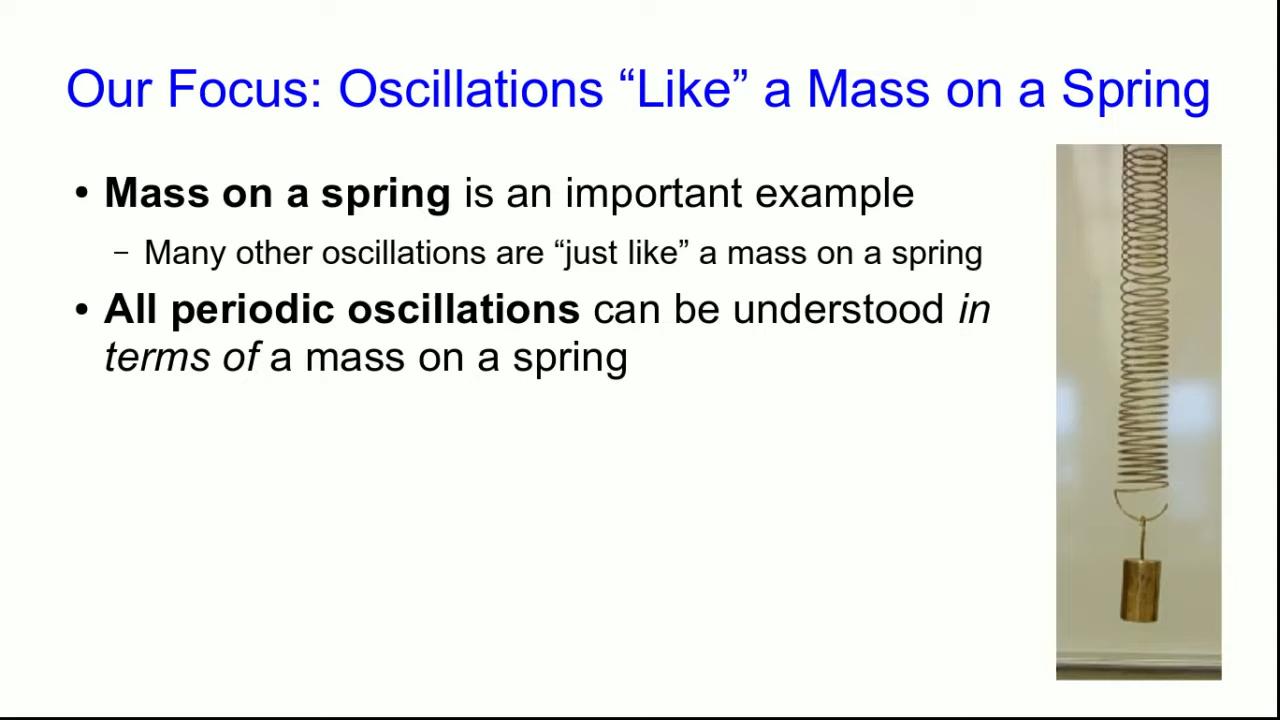 Our Focus: Oscillations “Like” a Mass on a Spring
• Mass on a spring is an important example
– Many other oscillations are “just like” a mass on a spring
• All periodic oscillations can be understood in
terms of a mass on a spring